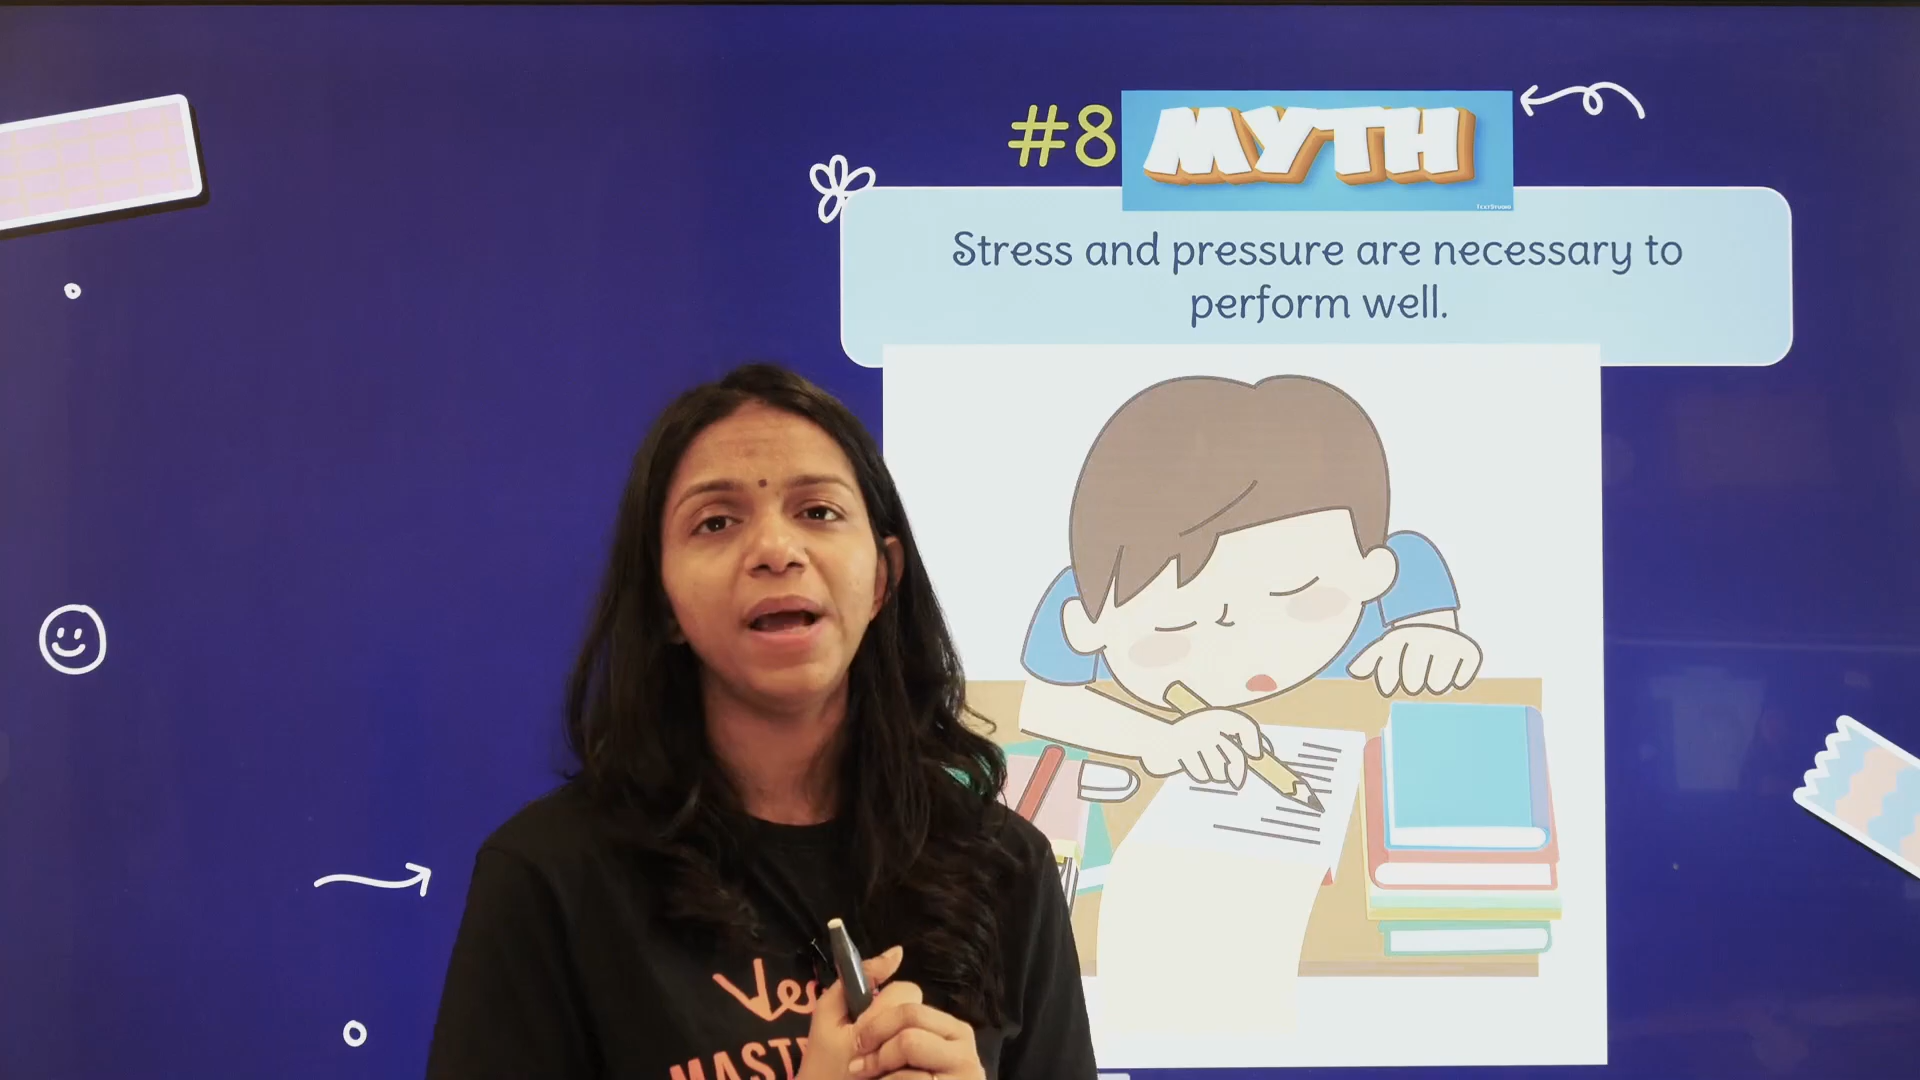 #8 MYTH
Stress and pressure are necessary to
perform well.